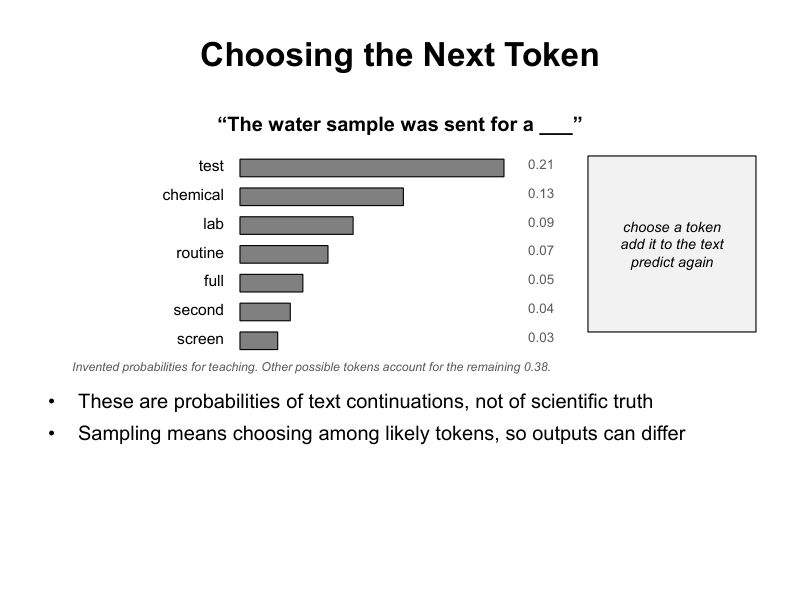 Choosing the Next Token
“The water sample was sent for a ___”
test 0.21
chemical 0.13
lab 0.09
routine 0.07
full 0.05
second 0.04
screen 0.03
choose a token
add it to the text
predict again
Invented probabilities for teaching. Other possible tokens account for the remaining 0.38.
• These are probabilities of text continuations, not of scientific truth
• Sampling means choosing among likely tokens, so outputs can differ